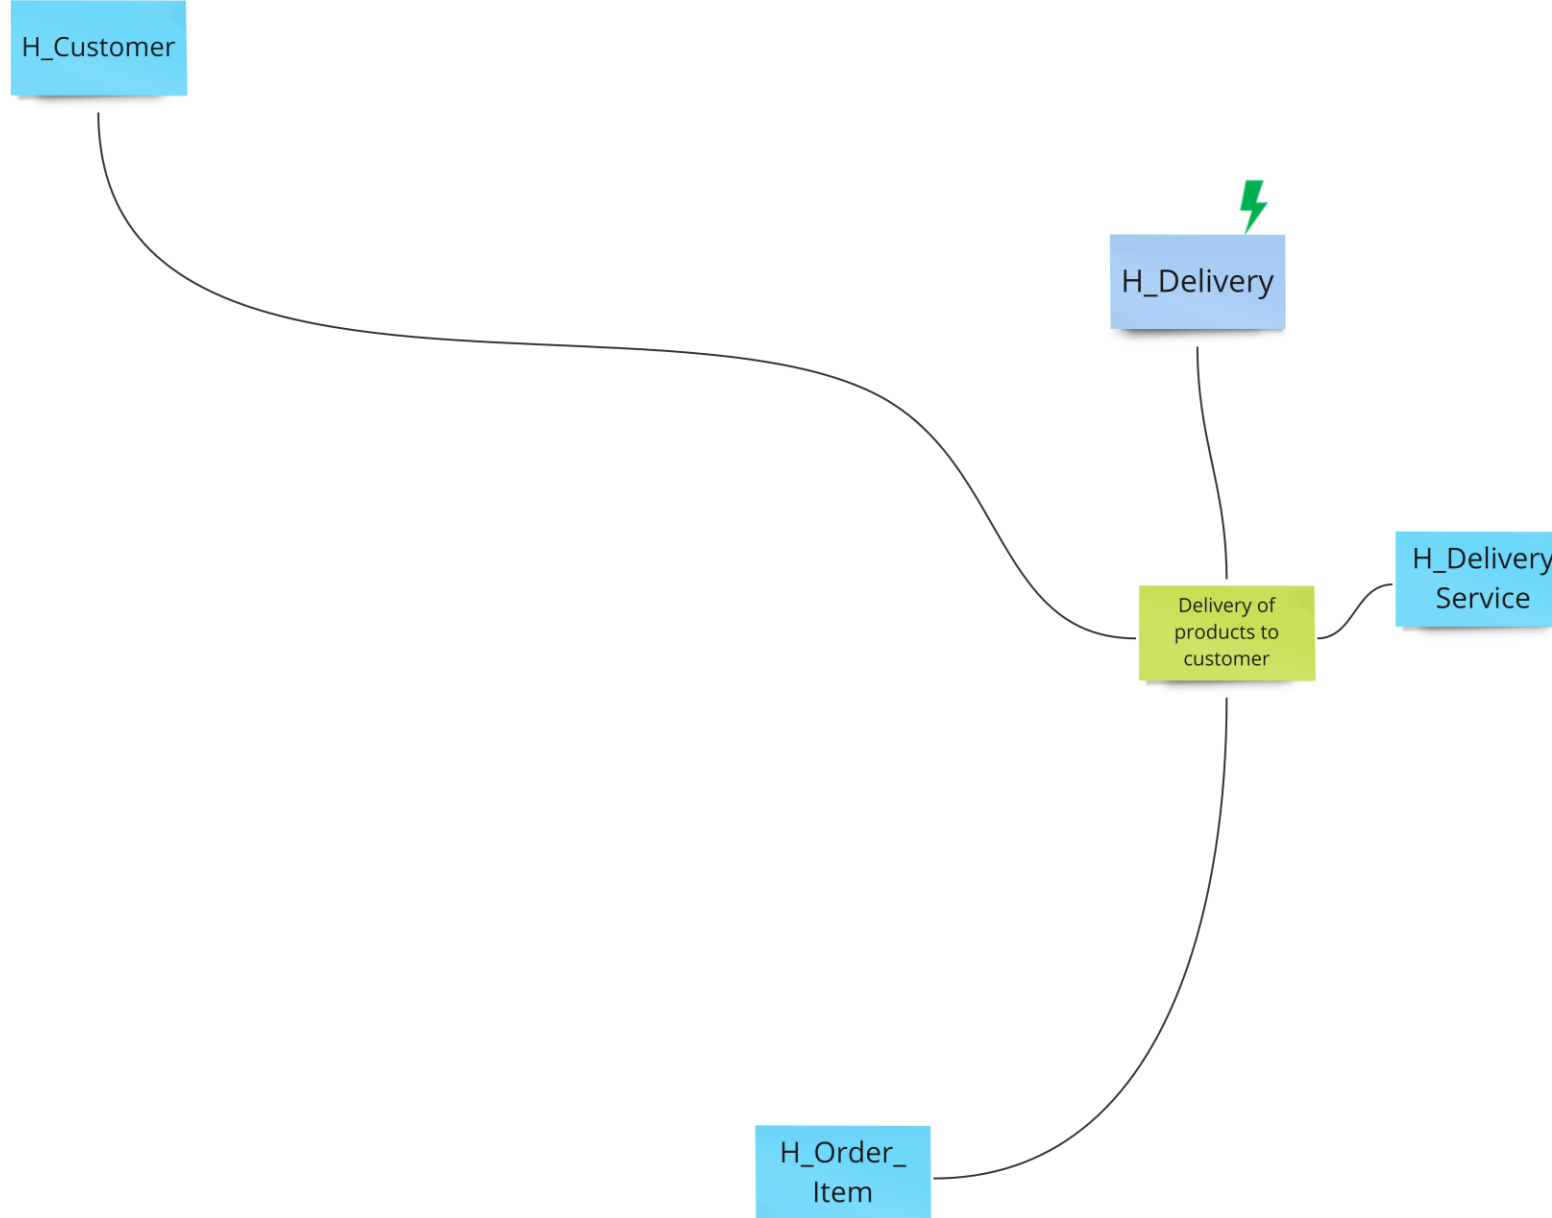 H_Customer
H_Delivery
H_Delivery
Service
Delivery of
products to
customer
H_Order_
Item